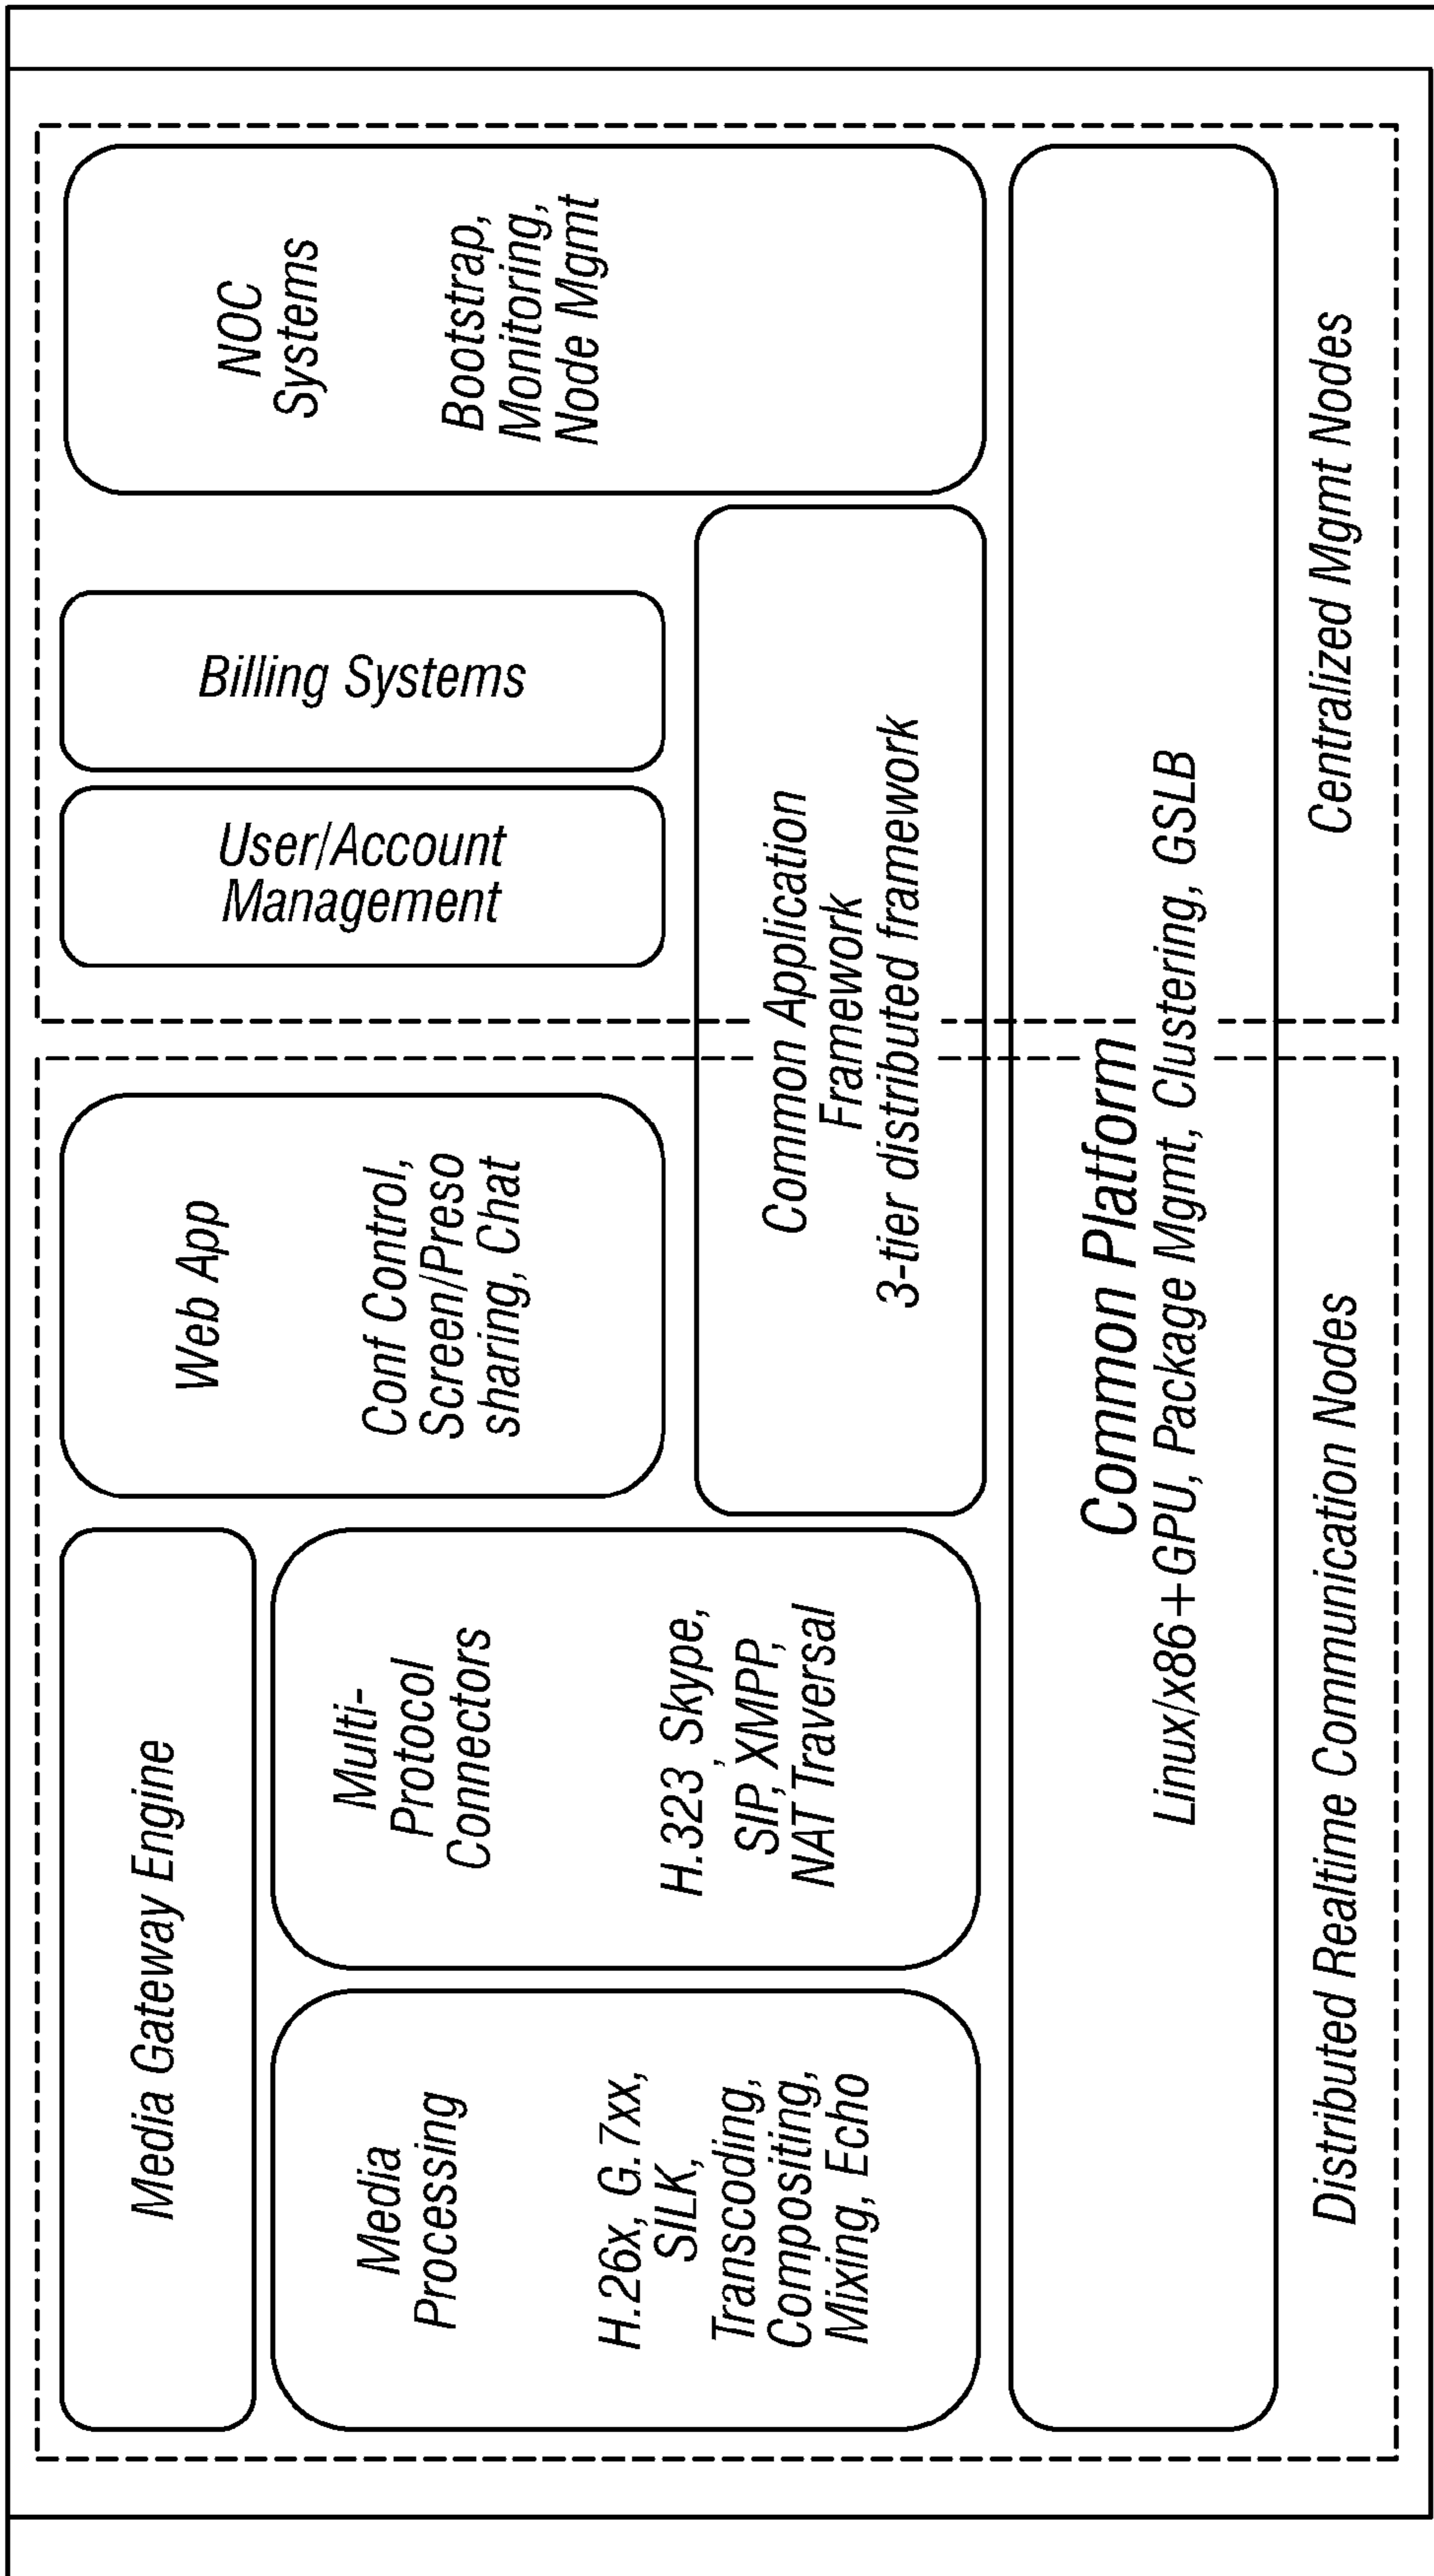 Media Gateway Engine
Media
Processing
H.26x, G.7xx,
SILK,
Transcoding,
Compositing,
Mixing, Echo
Multi-
Protocol
Connectors
H.323 Skype,
SIP, XMPP,
NAT Traversal
Web App
Conf Control,
Screen/Preso
sharing, Chat
User/Account
Management
Billing Systems
NOC
Systems
Bootstrap,
Monitoring,
Node Mgmt
Common Application
Framework
3-tier distributed framework
Common Platform
Linux/x86+GPU, Package Mgmt, Clustering, GSLB
Distributed Realtime Communication Nodes
Centralized Mgmt Nodes